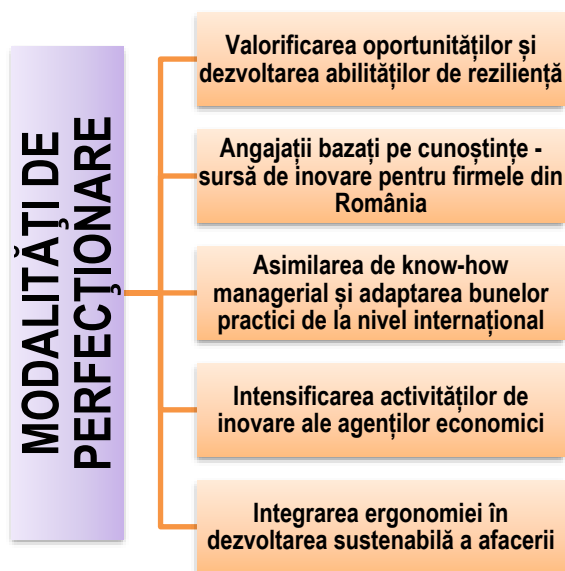 MODALITĂŢI DE
PERFECŢIONARE
Valorificarea oportunităților și
dezvoltarea abilităților de reziliență
Angajații bazați pe cunoștințe -
sursă de inovare pentru firmele din
România
Asimilarea de know-how
managerial și adaptarea bunelor
practici de la nivel internațional
Intensificarea activităților de
inovare ale agenților economici
Integrarea ergonomiei în
dezvoltarea sustenabilă a afacerii